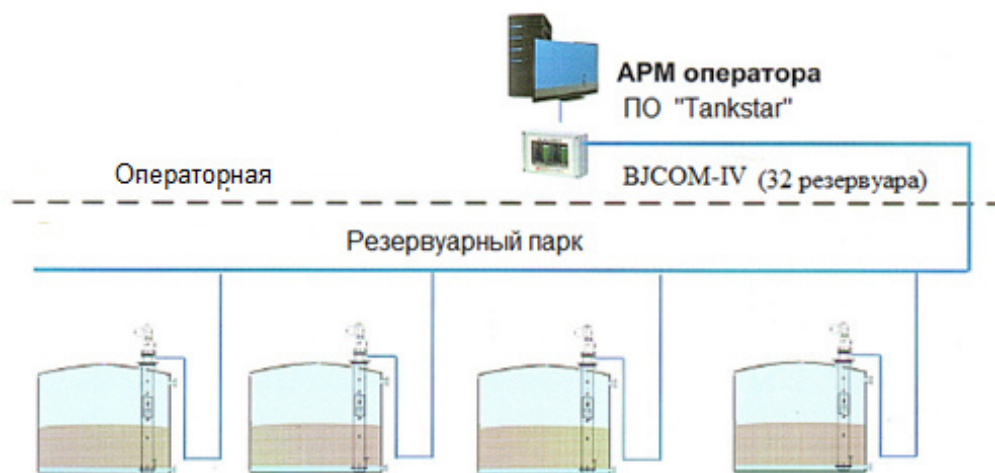 АРМ оператора
ПО "Tankstar"
Операторная
BJCOM-IV (32 резервуара)
Резервуарный парк